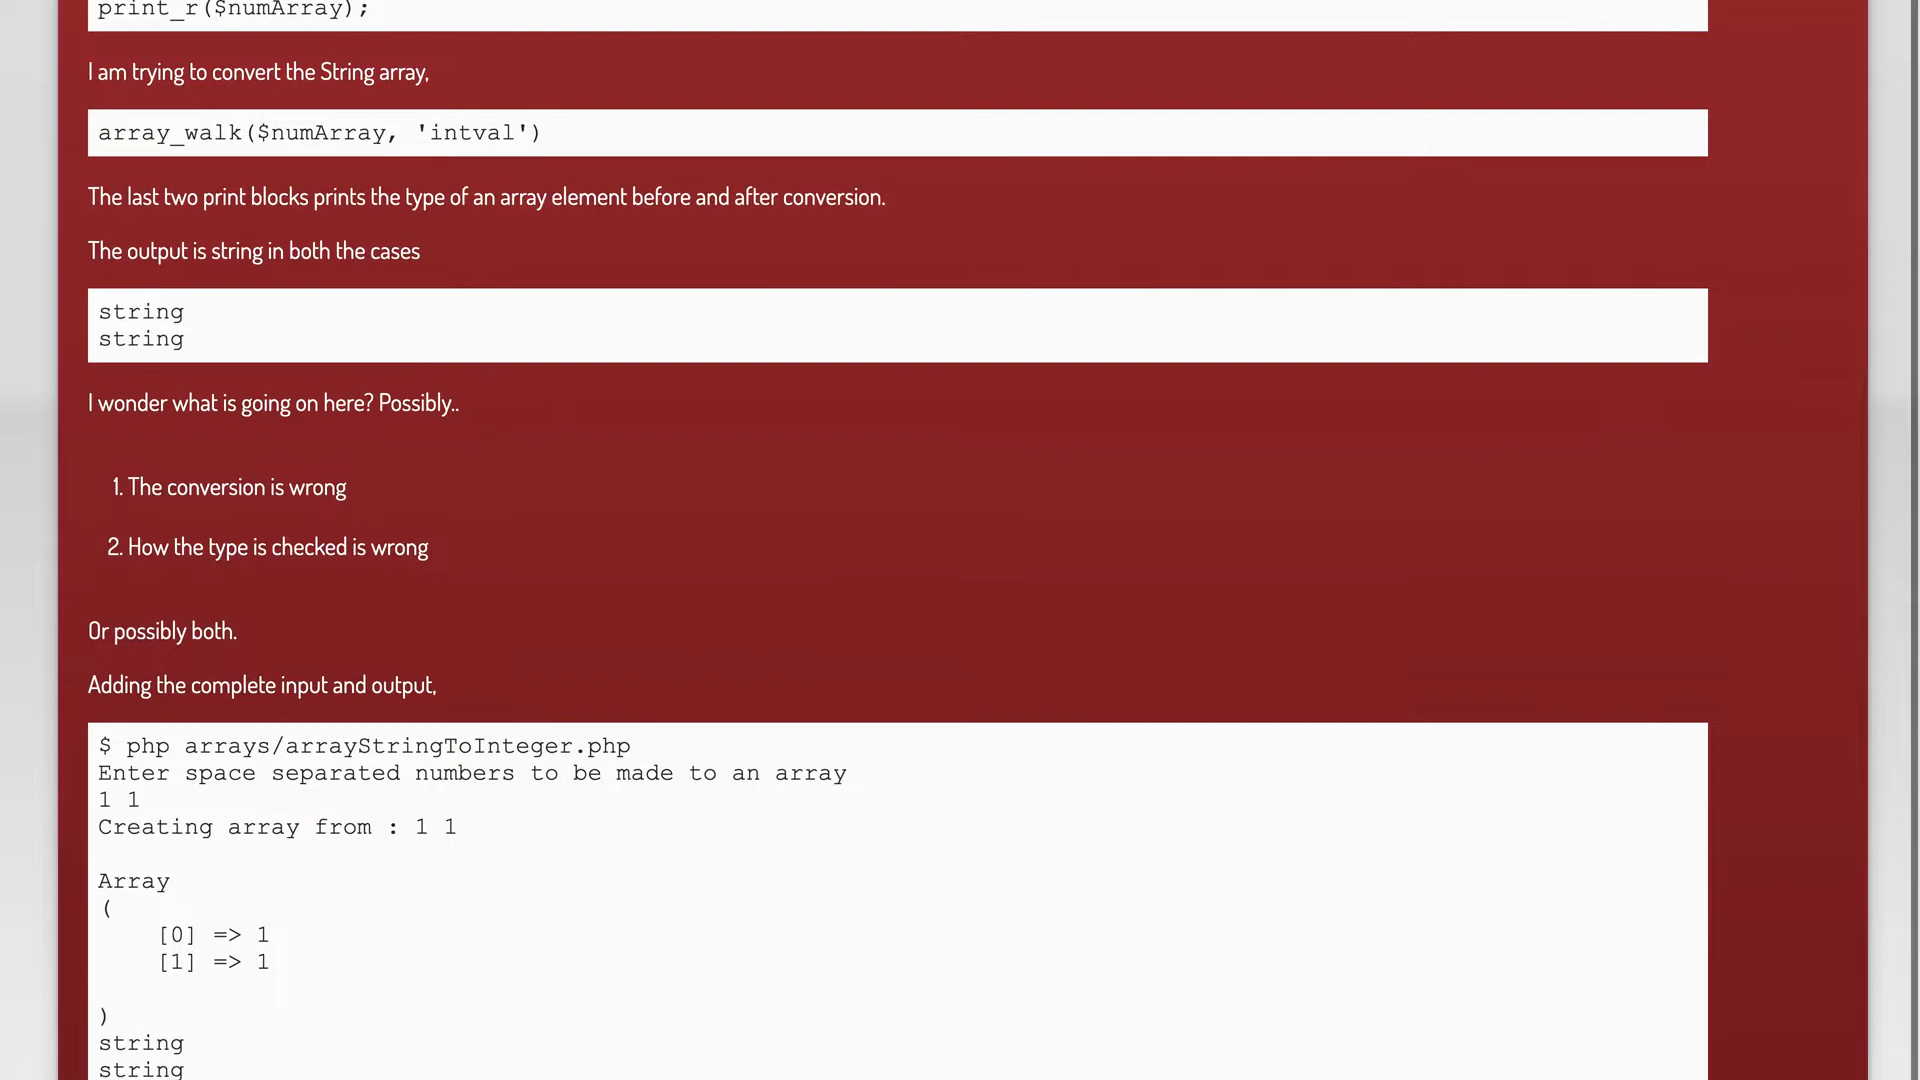 print_r($numArray);
I am trying to convert the String array,
array_walk($numArray, 'intval')
The last two print blocks prints the type of an array element before and after conversion.
The output is string in both the cases
string
string
I wonder what is going on here? Possibly..
1. The conversion is wrong
2. How the type is checked is wrong
Or possibly both.
Adding the complete input and output,
$ php arrays/arrayStringToInteger.php
Enter space separated numbers to be made to an array
1 1
Creating array from : 1 1
Array
(
[0] => 1
[1] => 1
)
string
string